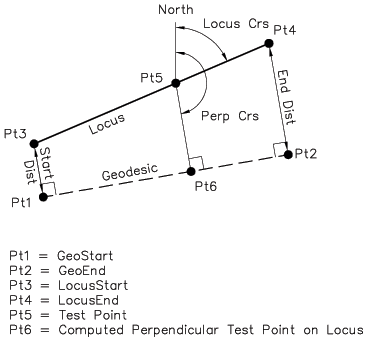 North
Locus Crs
Pt4
Pt5
End Dist
Perp Crs
Locus
Pt3
Start
Dist
Geodesic
Pt2
Pt6
Pt1
Pt1 = GeoStart
Pt2 = GeoEnd
Pt3 = LocusStart
Pt4 = LocusEnd
Pt5 = Test Point
Pt6 = Computed Perpendicular Test Point on Locus